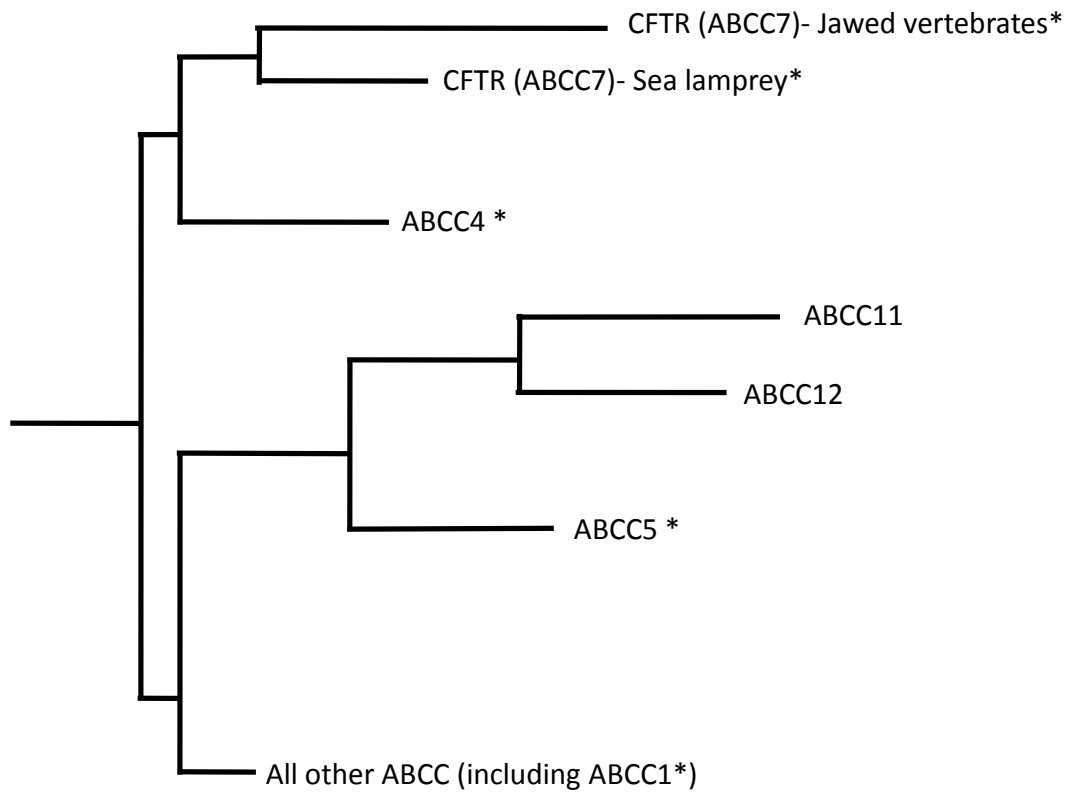 CFTR (ABCC7)- Jawed vertebrates*
CFTR (ABCC7)- Sea lamprey*
ABCC4 *
ABCC11
ABCC12
ABCC5 *
All other ABCC (including ABCC1*)